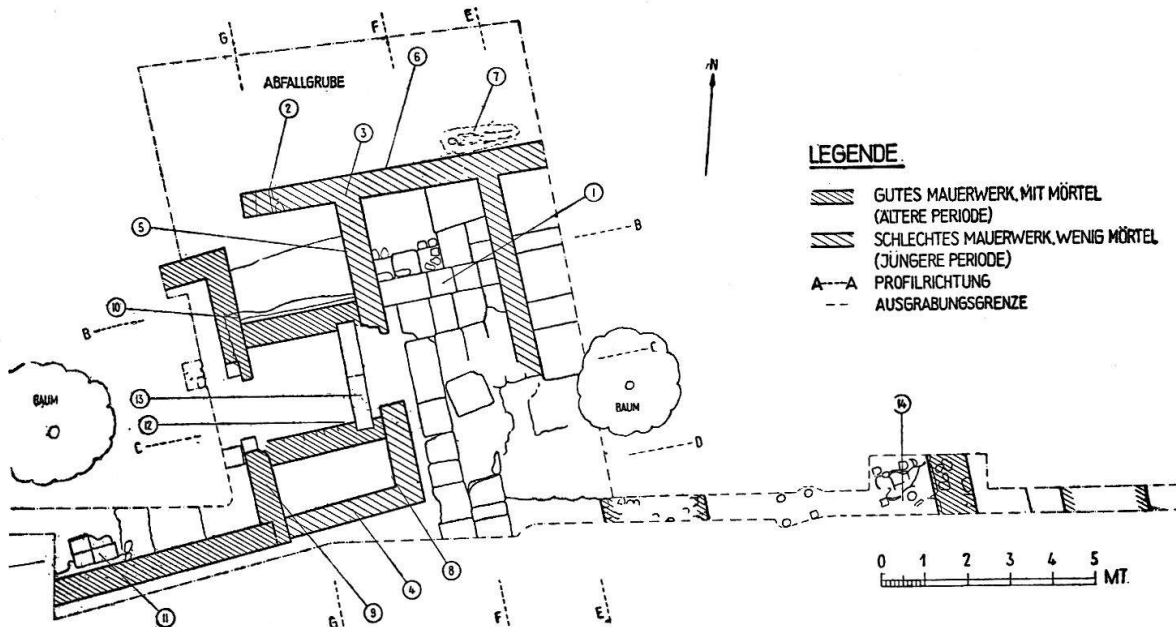 G
F
E
ABFALLGRUBE
6
7
2
3
1
5
10
B
B
C
C
D
13
12
BAUM
BAUM
14
11
9
4
8
G
F
E
N
LEGENDE.
GUTES MAUERWERK, MIT MÖRTEL
(ÄLTERE PERIODE)
SCHLECHTES MAUERWERK, WENIG MÖRTEL
(JÜNGERE PERIODE)
A----A PROFILRICHTUNG
-- AUSGRABUNGSGRENZE
0 1 2 3 4 5 MT.